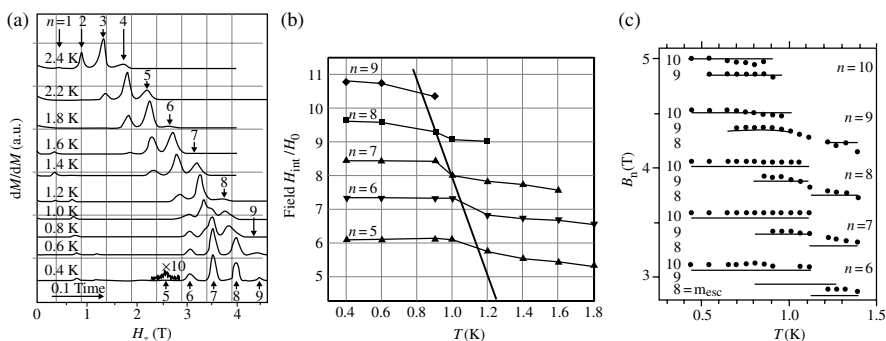 (a)
n=1 2 3 4
2.4 K
5
2.2 K
6
1.8 K
7
1.6 K
1.4 K
8
1.2 K
1.0 K
9
0.8 K
0.6 K
×10
0.4 K
0.1 Time
5 6 7 8 9
0 1 2 3 4
H_z (T)
dM/dM (a.u.)
(b)
11
10
9
8
7
6
5
Field H_int/H_0
n=9
n=8
n=7
n=6
n=5
0.4 0.6 0.8 1.0 1.2 1.4 1.6 1.8
T(K)
(c)
5
4
3
B_n(T)
10
9
n=10
10
9
8
n=9
10
9
8
n=8
10
9
8
n=7
10
9
8 = m_esc
n=6
0.5 1.0 1.5
T(K)